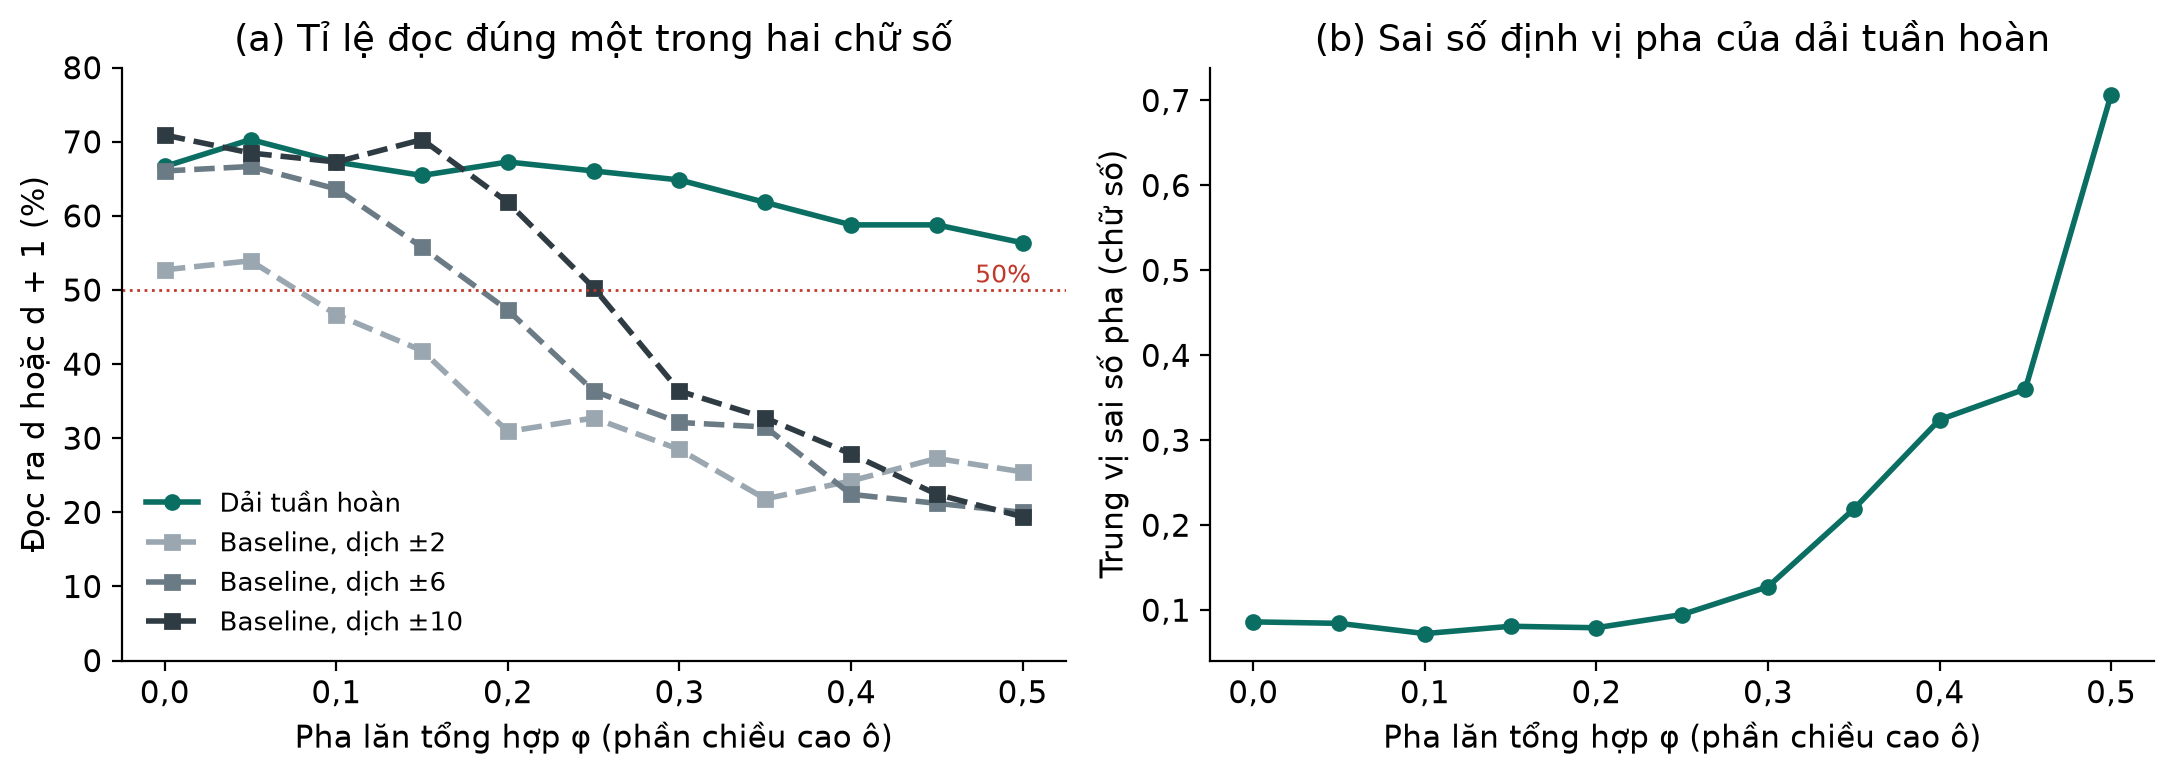 (a) Tỉ lệ đọc đúng một trong hai chữ số
Đọc ra d hoặc d + 1 (%)
80
70
60
50
40
30
20
10
0
50%
Dải tuần hoàn
Baseline, dịch ±2
Baseline, dịch ±6
Baseline, dịch ±10
0,0 0,1 0,2 0,3 0,4 0,5
Pha lăn tổng hợp φ (phần chiều cao ô)
(b) Sai số định vị pha của dải tuần hoàn
Trung vị sai số pha (chữ số)
0,7
0,6
0,5
0,4
0,3
0,2
0,1
0,0 0,1 0,2 0,3 0,4 0,5
Pha lăn tổng hợp φ (phần chiều cao ô)